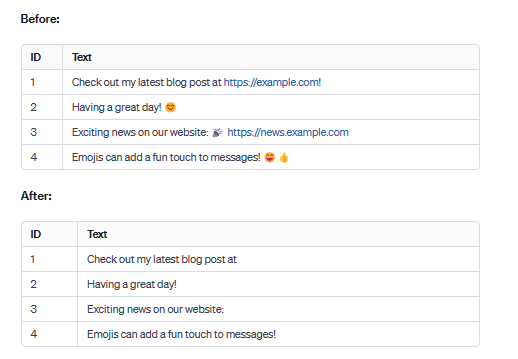 Before:
ID Text
1 Check out my latest blog post at https://example.com!
2 Having a great day! 😊
3 Exciting news on our website: 🎉 https://news.example.com
4 Emojis can add a fun touch to messages! 😄👍
After:
ID Text
1 Check out my latest blog post at
2 Having a great day!
3 Exciting news on our website:
4 Emojis can add a fun touch to messages!